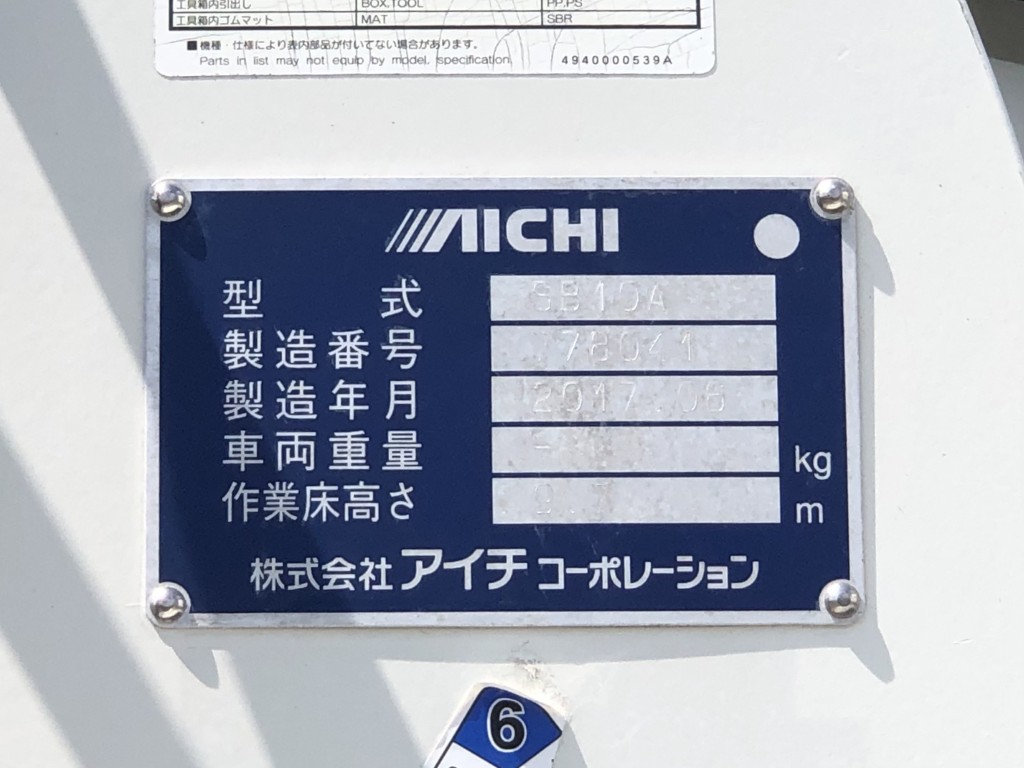 工具箱内引出し BOX.TOOL PP.PS
工具箱内ゴムマット MAT SBR
■機種・仕様により表内部品が付いてない場合があります。
Parts in list may not equip by model, specification. 4940000539A
AICHI
型式 SB10A
製造番号
製造年月 2017.06
車両重量 - kg
作業床高さ 9.7 m
株式会社アイチコーポレーション
6